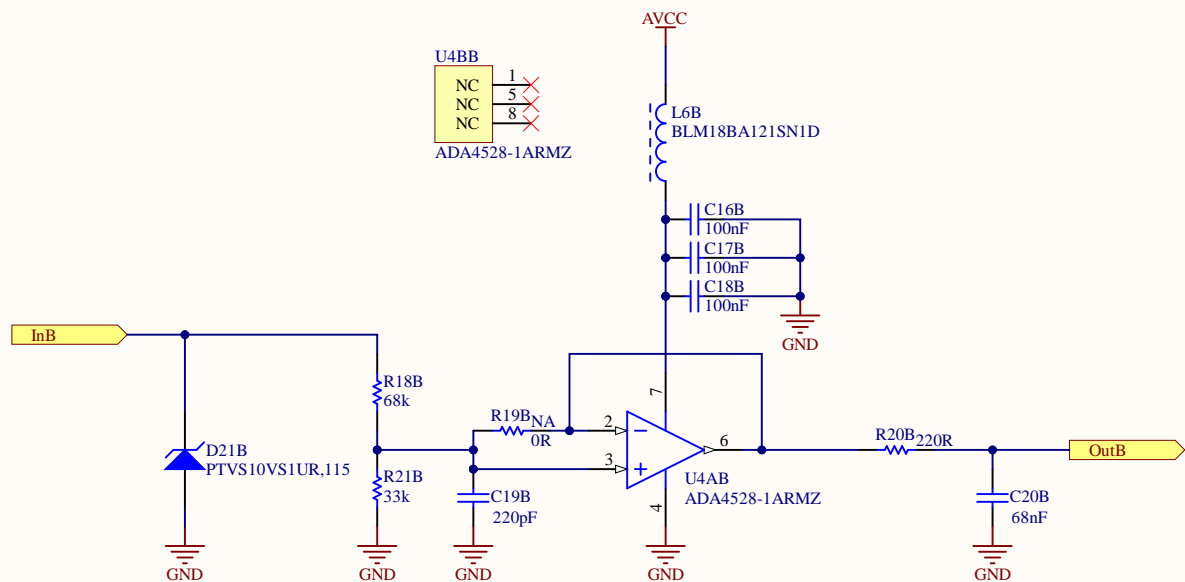 AVCC
U4BB
NC 1
NC 5
NC 8
ADA4528-1ARMZ
L6B
BLM18BA121SN1D
C16B
100nF
C17B
100nF
C18B
100nF
GND
InB
R18B
68k
D21B
PTVS10VS1UR,115
R21B
33k
R19B NA
0R
C19B
220pF
2
3
7
4
6
U4AB
ADA4528-1ARMZ
R20B 220R
C20B
68nF
OutB
GND
GND
GND
GND
GND